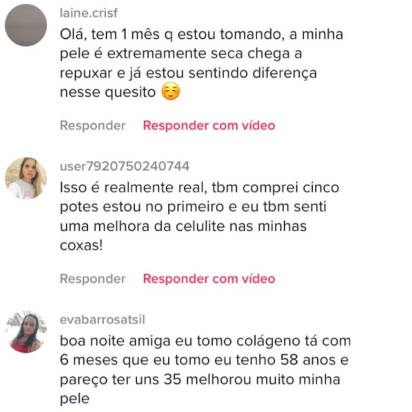 laine.crisf
Olá, tem 1 mês q estou tomando, a minha
pele é extremamente seca chega a
repuxar e já estou sentindo diferença
nesse quesito ☺️
Responder Responder com vídeo
user7920750240744
Isso é realmente real, tbm comprei cinco
potes estou no primeiro e eu tbm senti
uma melhora da celulite nas minhas
coxas!
Responder Responder com vídeo
evabarrosatsil
boa noite amiga eu tomo colágeno tá com
6 meses que eu tomo eu tenho 58 anos e
pareço ter uns 35 melhorou muito minha
pele